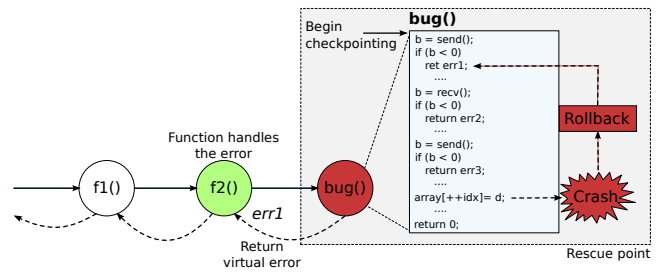 Begin
checkpointing
bug()
b = send();
if (b < 0)
ret err1;
....
b = recv();
if (b < 0)
return err2;
....
b = send();
if (b < 0)
return err3;
....
array[++idx]= d;
....
return 0;
Rollback
Crash
Function handles
the error
f1()
f2()
bug()
err1
Return
virtual error
Rescue point